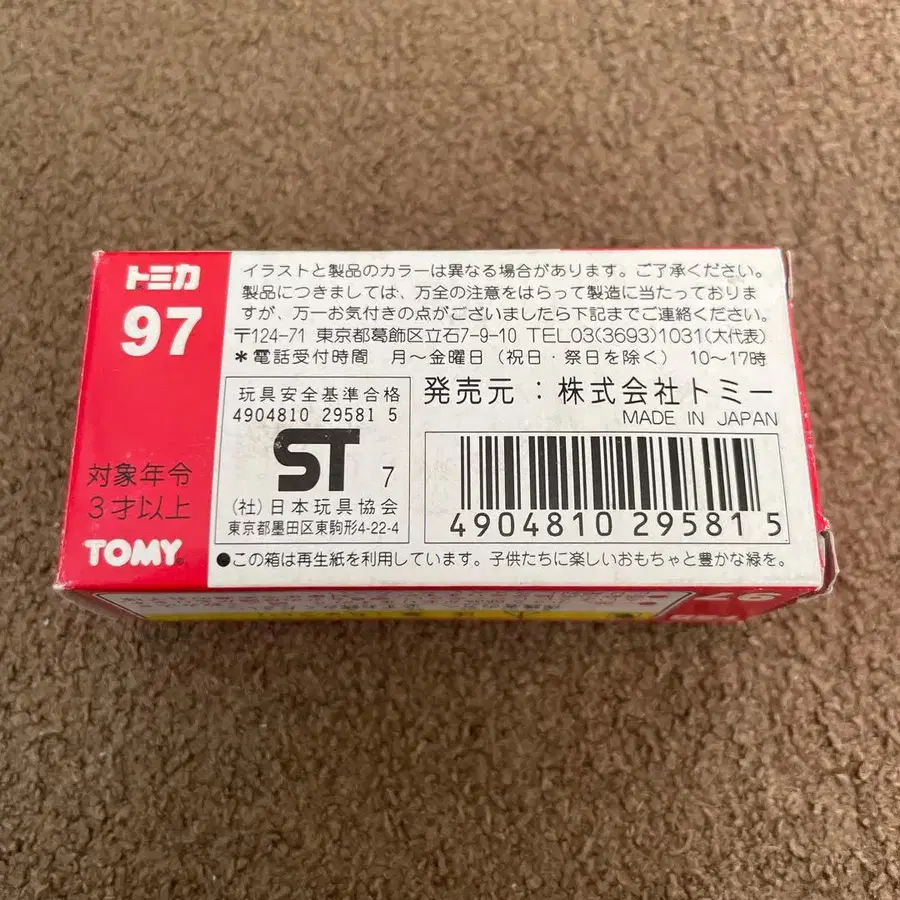 トミカ
97
対象年令
3才以上
TOMY
イラストと製品のカラーは異なる場合があります。ご了承ください。
製品につきましては、万全の注意をはらって製造に当たっておりま
すが、万一お気付きの点がございましたら下記までご連絡ください。
〒124-71 東京都葛飾区立石7-9-10 TEL03(3693)1031(大代表)
＊電話受付時間 月〜金曜日（祝日・祭日を除く） 10〜17時
玩具安全基準合格
4904810 29581 5
ST 7
(社)日本玩具協会
東京都墨田区東駒形4-22-4
発売元：株式会社トミー
MADE IN JAPAN
4904810 295815
●この箱は再生紙を利用しています。子供たちに楽しいおもちゃと豊かな緑を。
97